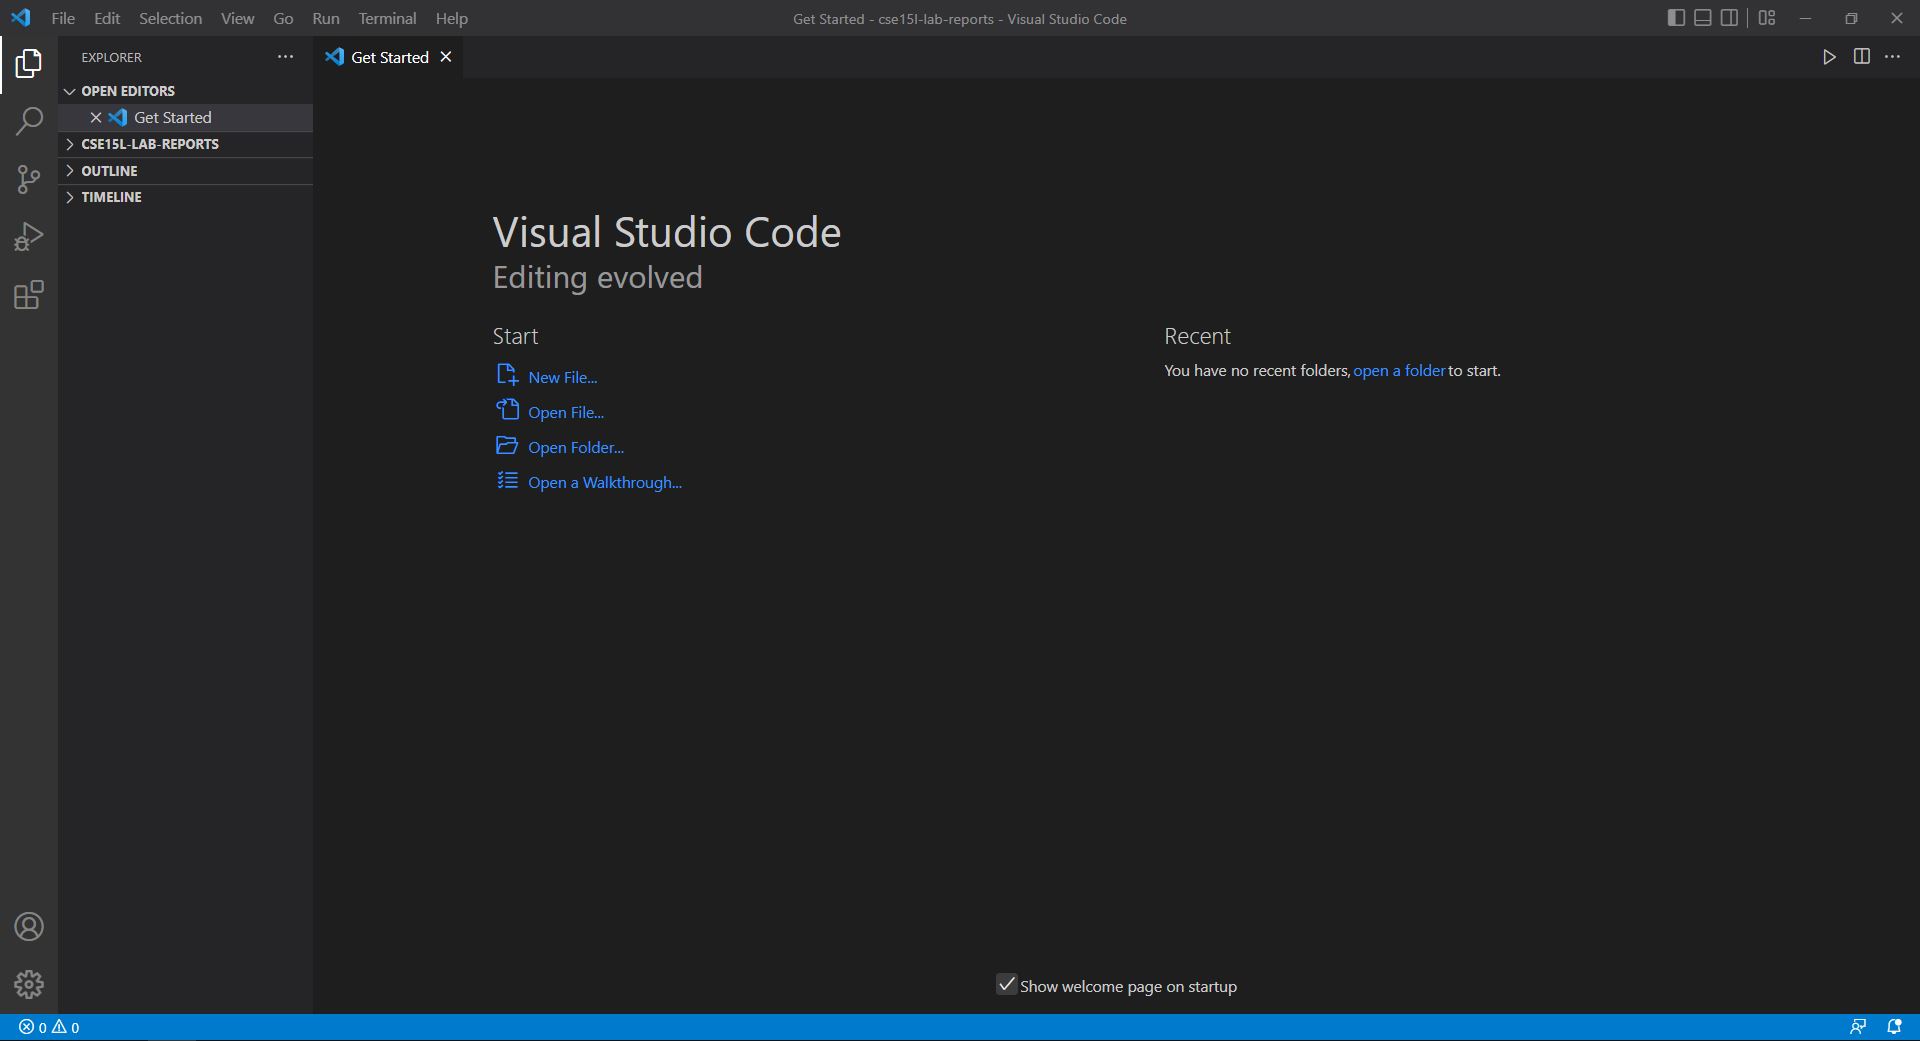 File Edit Selection View Go Run Terminal Help
Get Started - cse15l-lab-reports - Visual Studio Code
EXPLORER
OPEN EDITORS
Get Started
CSE15L-LAB-REPORTS
OUTLINE
TIMELINE
Get Started
Visual Studio Code
Editing evolved
Start
New File...
Open File...
Open Folder...
Open a Walkthrough...
Recent
You have no recent folders, open a folder to start.
Show welcome page on startup
0 0